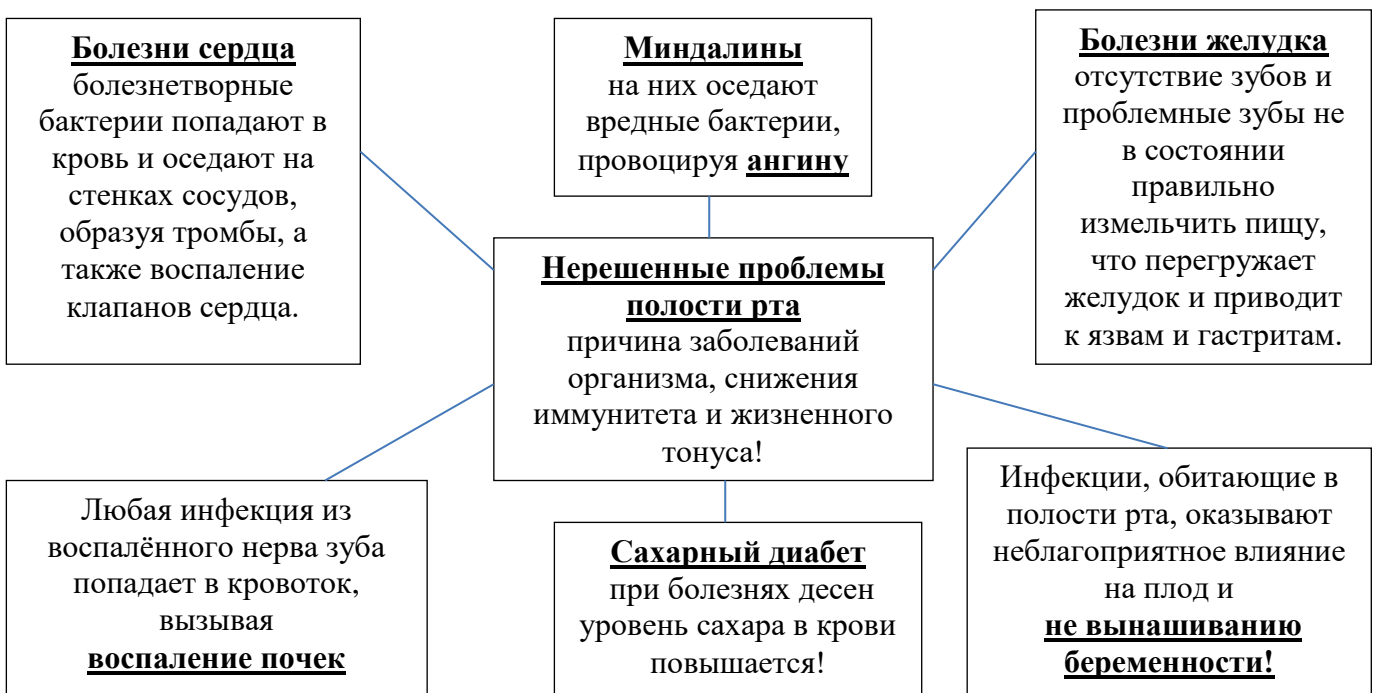 Болезни сердца
болезнетворные
бактерии попадают в
кровь и оседают на
стенках сосудов,
образуя тромбы, а
также воспаление
клапанов сердца.
Миндалины
на них оседают
вредные бактерии,
провоцируя ангину
Болезни желудка
отсутствие зубов и
проблемные зубы не
в состоянии
правильно
измельчить пищу,
что перегружает
желудок и приводит
к язвам и гастритам.
Нерешенные проблемы
полости рта
причина заболеваний
организма, снижения
иммунитета и жизненного
тонуса!
Любая инфекция из
воспалённого нерва зуба
попадает в кровоток,
вызывая
воспаление почек
Сахарный диабет
при болезнях десен
уровень сахара в крови
повышается!
Инфекции, обитающие в
полости рта, оказывают
неблагоприятное влияние
на плод и
не вынашиванию
беременности!